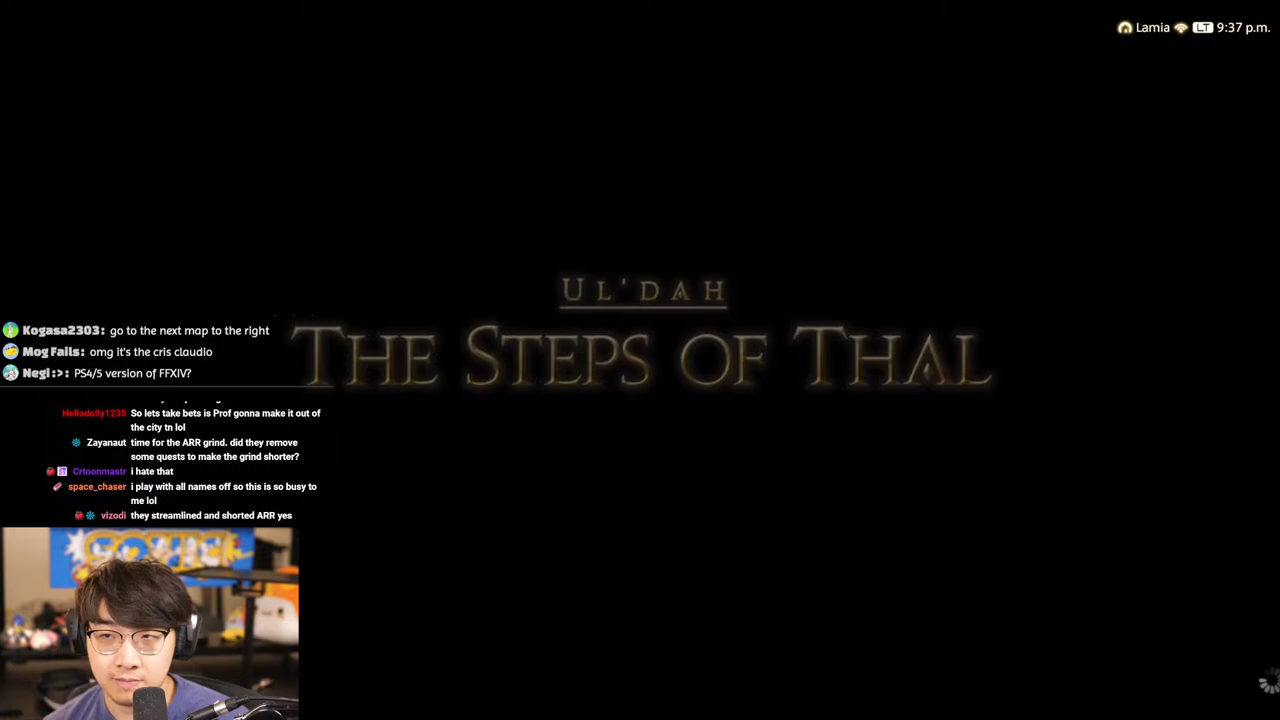 Lamia LT 9:37 p.m.
UL'DAH
THE STEPS OF THAL
Kogasa2303: go to the next map to the right
Mog Fails: omg it's the cris claudio
Negi :>: PS4/5 version of FFXIV?
Hellodolly1235 So lets take bets is Prof gonna make it out of
the city tn lol
Zayanaut time for the ARR grind. did they remove
some quests to make the grind shorter?
Crtoonmastr i hate that
space_chaser i play with all names off so this is so busy to
me lol
vizodi they streamlined and shorted ARR yes
SONIC